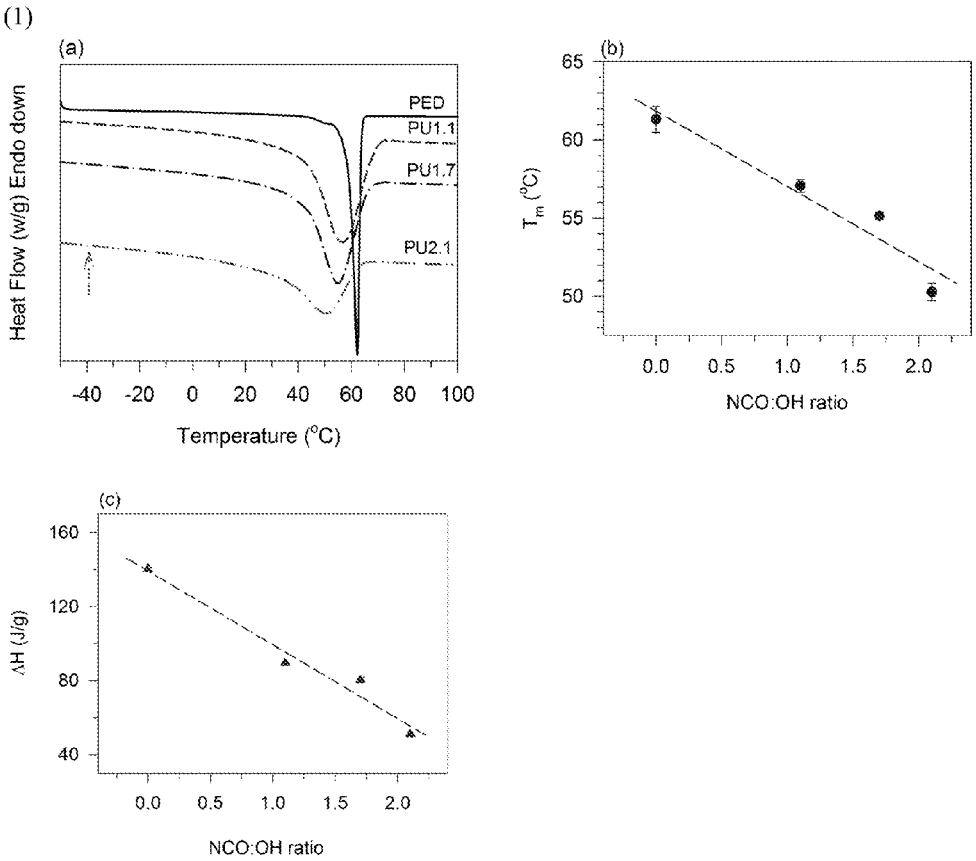 (1)
(a)
Heat Flow (w/g) Endo down
PED
PU1.1
PU1.7
PU2.1
-40 -20 0 20 40 60 80 100
Temperature (°C)
(b)
Tm (°C)
65
60
55
50
0.0 0.5 1.0 1.5 2.0
NCO:OH ratio
(c)
ΔH (J/g)
160
120
80
40
0.0 0.5 1.0 1.5 2.0
NCO:OH ratio